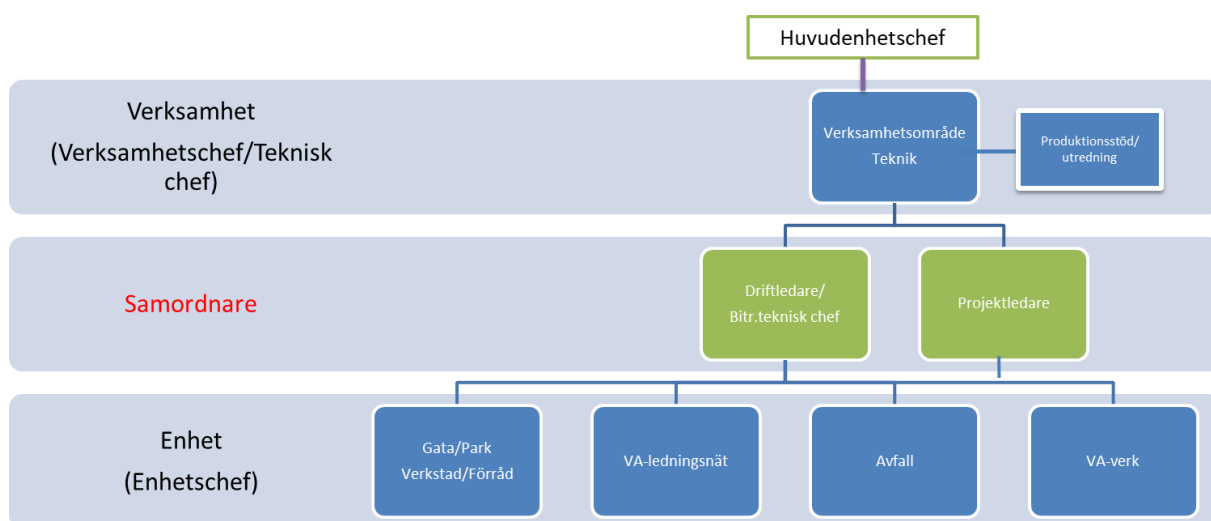 Huvudenhetschef
Verksamhet
(Verksamhetschef/Teknisk
chef)
Verksamhetsområde
Teknik
Produktionsstöd/
utredning
Samordnare
Driftledare/
Bitr.teknisk chef
Projektledare
Enhet
(Enhetschef)
Gata/Park
Verkstad/Förråd
VA-ledningsnät
Avfall
VA-verk